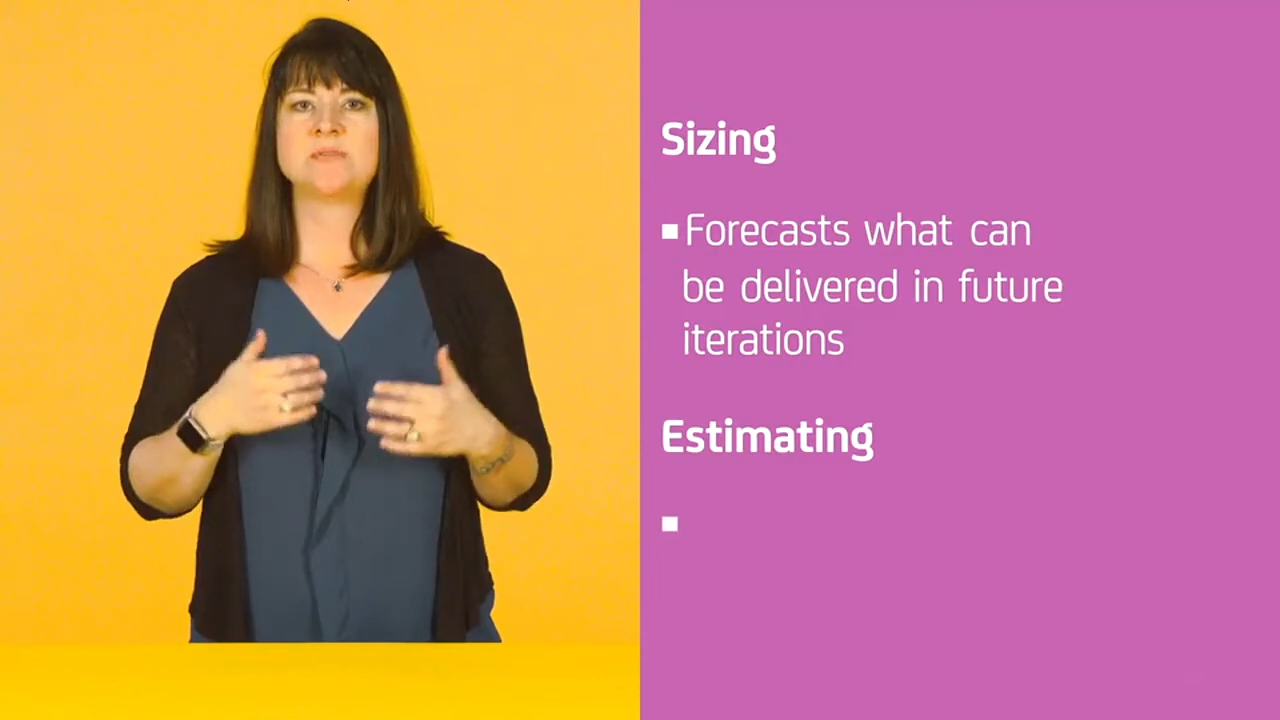 Sizing
▪Forecasts what can
be delivered in future
iterations
Estimating
▪